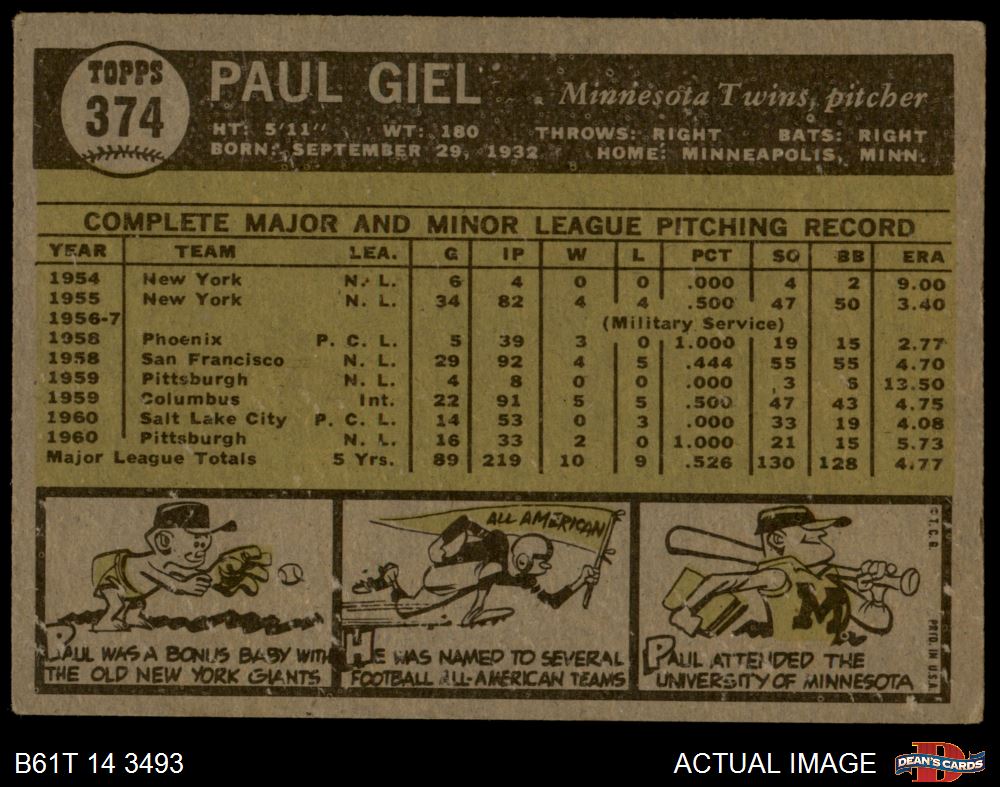 TOPPS
374
PAUL GIEL
Minnesota Twins, pitcher
HT: 5'11" WT: 180 THROWS: RIGHT BATS: RIGHT
BORN: SEPTEMBER 29, 1932 HOME: MINNEAPOLIS, MINN.
COMPLETE MAJOR AND MINOR LEAGUE PITCHING RECORD
YEAR TEAM LEA. G IP W L PCT SO BB ERA
1954 New York N. L. 6 4 0 0 .000 4 2 9.00
1955 New York N. L. 34 82 4 4 .500 47 50 3.40
1956-7 (Military Service)
1958 Phoenix P. C. L. 5 39 3 0 1.000 19 15 2.77
1958 San Francisco N. L. 29 92 4 5 .444 55 55 4.70
1959 Pittsburgh N. L. 4 8 0 0 .000 3 6 13.50
1959 Columbus Int. 22 91 5 5 .500 47 43 4.75
1960 Salt Lake City P. C. L. 14 53 0 3 .000 33 19 4.08
1960 Pittsburgh N. L. 16 33 2 0 1.000 21 15 5.73
Major League Totals 5 Yrs. 89 219 10 9 .526 130 128 4.77
PAUL WAS A BONUS BABY WITH
THE OLD NEW YORK GIANTS
ALL AMERICAN
HE WAS NAMED TO SEVERAL
FOOTBALL ALL-AMERICAN TEAMS
M
PAUL ATTENDED THE
UNIVERSITY OF MINNESOTA
© T.C.G.
PRTD. IN U.S.A.
B61T 14 3493
ACTUAL IMAGE
DEAN'S CARDS